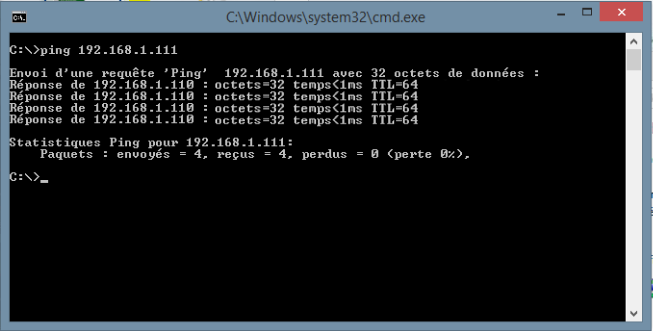 C:\Windows\system32\cmd.exe
C:\>ping 192.168.1.111
Envoi d'une requête 'Ping'  192.168.1.111 avec 32 octets de données :
Réponse de 192.168.1.110 : octets=32 temps<1ms TTL=64
Réponse de 192.168.1.110 : octets=32 temps<1ms TTL=64
Réponse de 192.168.1.110 : octets=32 temps<1ms TTL=64
Réponse de 192.168.1.110 : octets=32 temps<1ms TTL=64
Statistiques Ping pour 192.168.1.111:
    Paquets : envoyés = 4, reçus = 4, perdus = 0 (perte 0%),
C:\>_